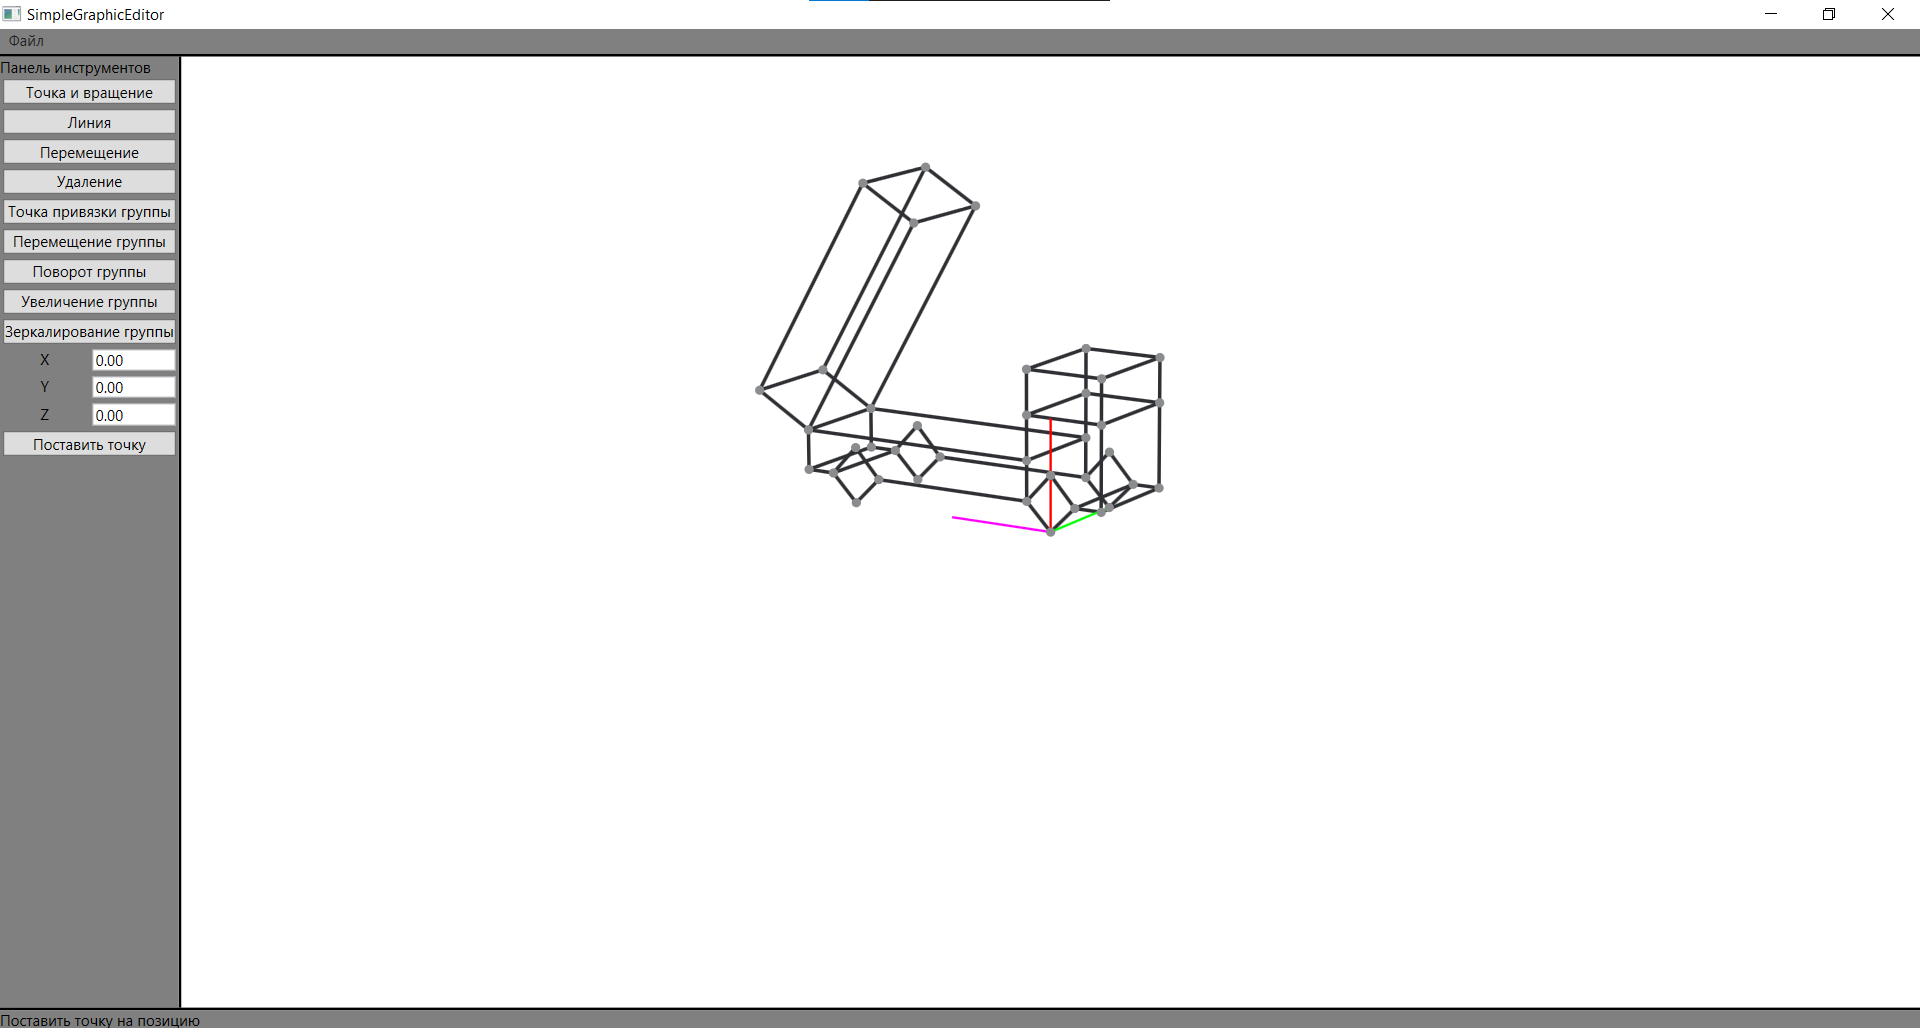 SimpleGraphicEditor
Файл
Панель инструментов
Точка и вращение
Линия
Перемещение
Удаление
Точка привязки группы
Перемещение группы
Поворот группы
Увеличение группы
Зеркалирование группы
X 0.00
Y 0.00
Z 0.00
Поставить точку
Поставить точку на позицию